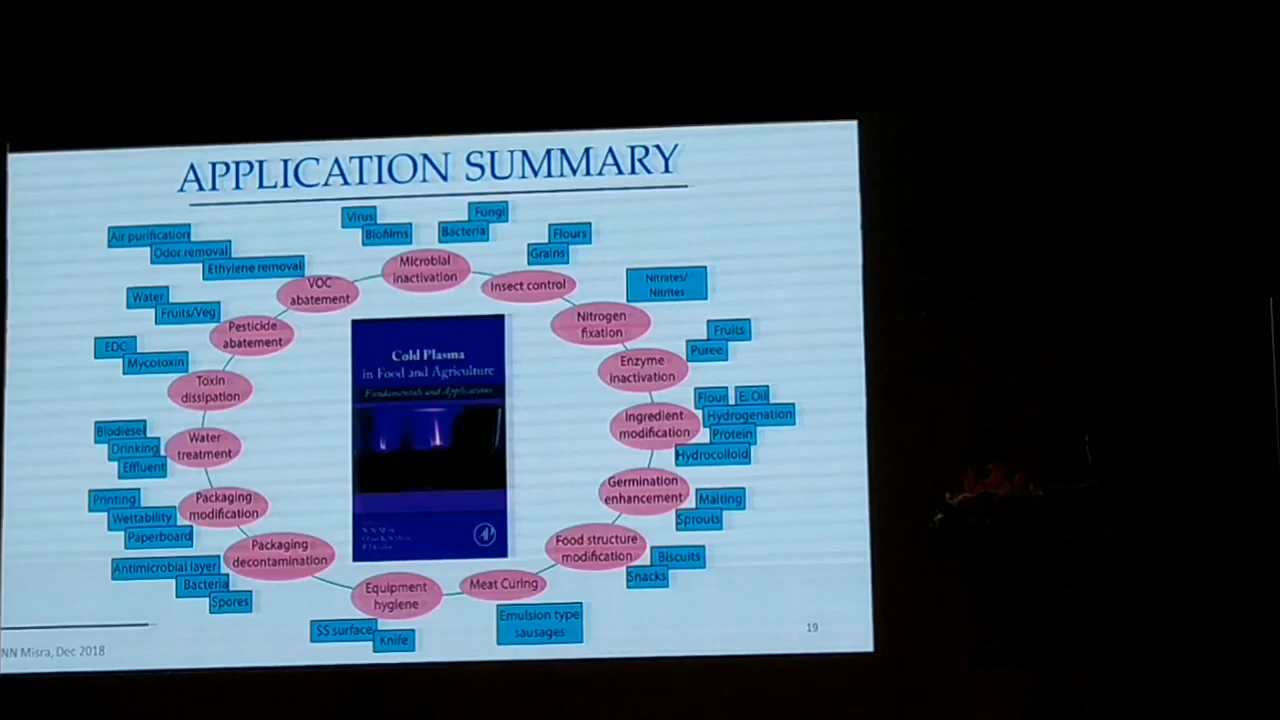 APPLICATION SUMMARY
Virus
Biofilms
Fungi
Bacteria
Flours
Grains
Air purification
Odor removal
Ethylene removal
Microbial
inactivation
Insect control
Nitrates/
Nitrites
VOC
abatement
Nitrogen
fixation
Water
Fruits/Veg
Pesticide
abatement
Fruits
Puree
Enzyme
inactivation
EDC
Mycotoxin
Toxin
dissipation
Cold Plasma
in Food and Agriculture
Fundamentals and Applications
Flour
E. Oil
Hydrogenation
Protein
Hydrocolloid
Ingredient
modification
Biodiesel
Drinking
Effluent
Water
treatment
Germination
enhancement
Malting
Sprouts
Printing
Wettability
Paperboard
Packaging
modification
Food structure
modification
Biscuits
Snacks
Packaging
decontamination
Antimicrobial layer
Bacteria
Spores
Equipment
hygiene
Meat Curing
Emulsion type
sausages
SS surface
Knife
19
NN Misra, Dec 2018